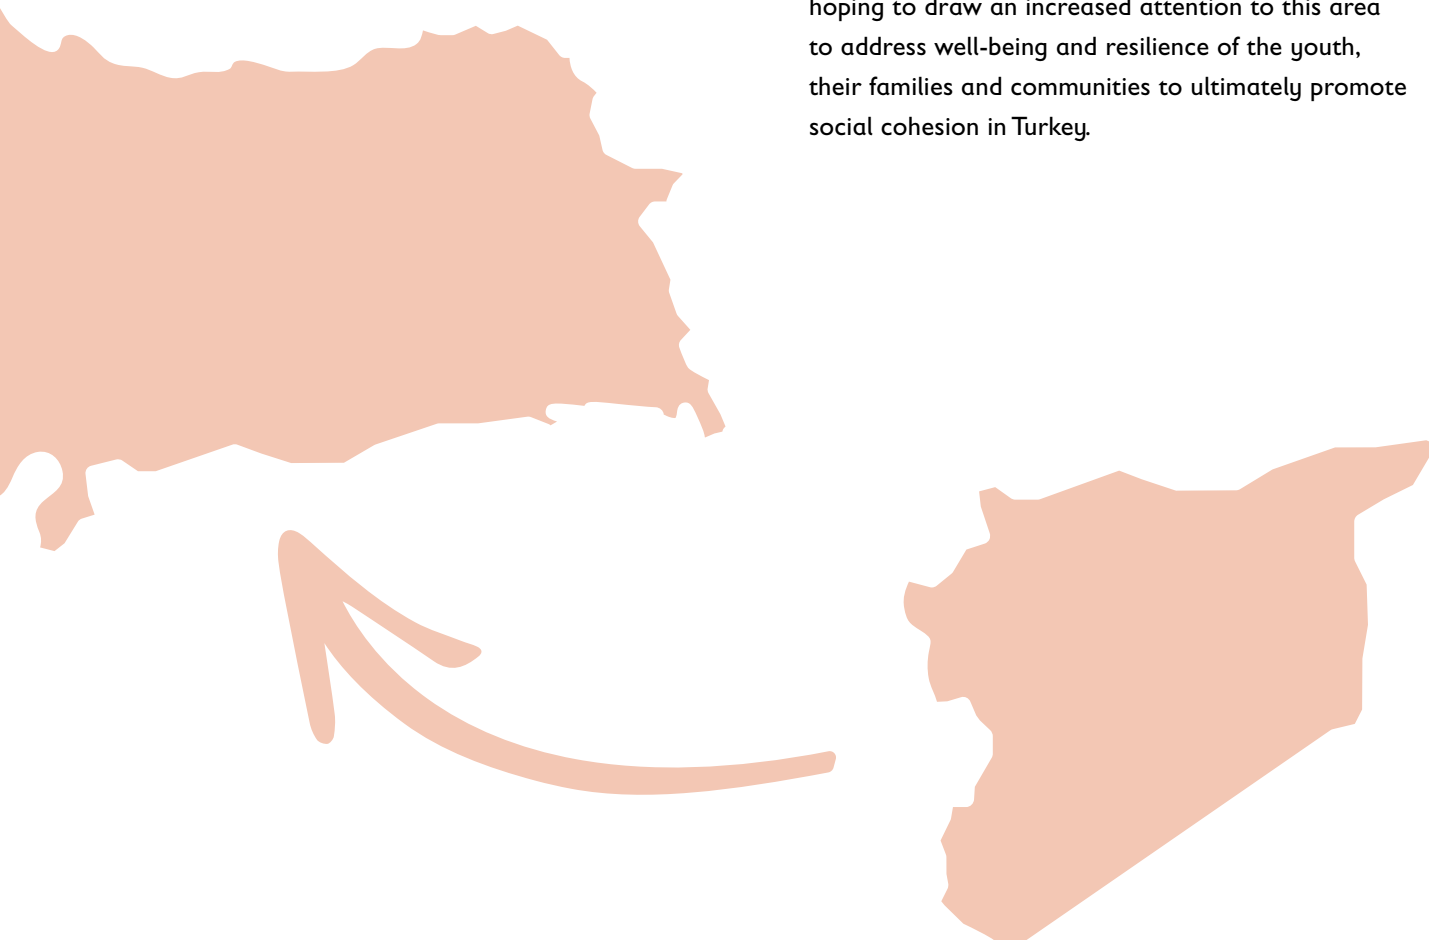 hoping to draw an increased attention to this area
to address well-being and resilience of the youth,
their families and communities to ultimately promote
social cohesion in Turkey.